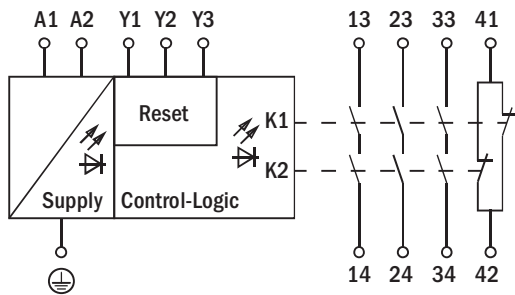 A1 A2 Y1 Y2 Y3 13 23 33 41
Reset
K1
K2
Supply Control-Logic
14 24 34 42